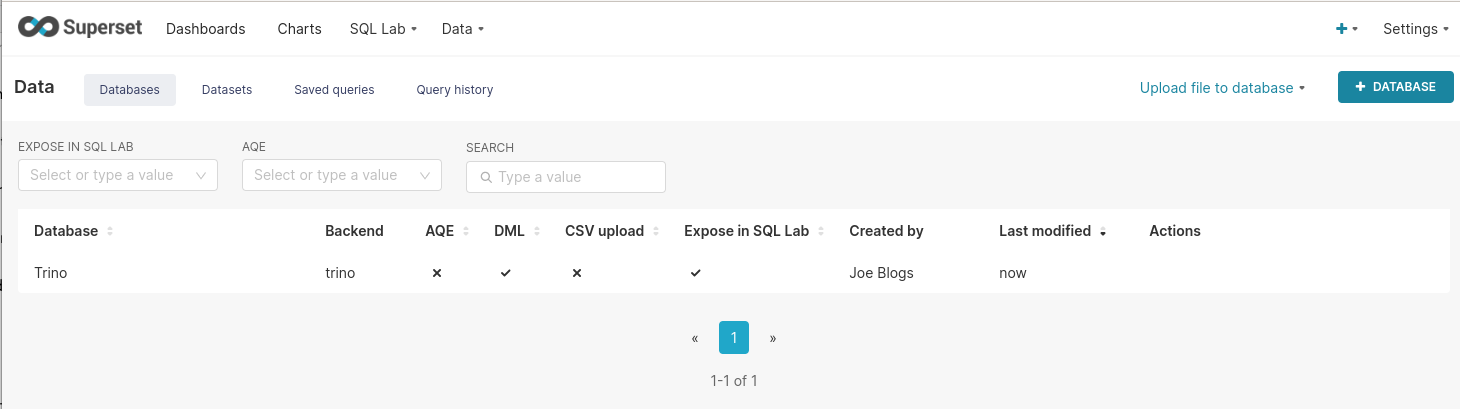 Superset Dashboards Charts SQL Lab Data Settings
Data Databases Datasets Saved queries Query history Upload file to database + DATABASE
EXPOSE IN SQL LAB AQE SEARCH
Select or type a value Select or type a value Type a value
Database Backend AQE DML CSV upload Expose in SQL Lab Created by Last modified Actions
Trino trino Joe Blogs now
« 1 »
1-1 of 1